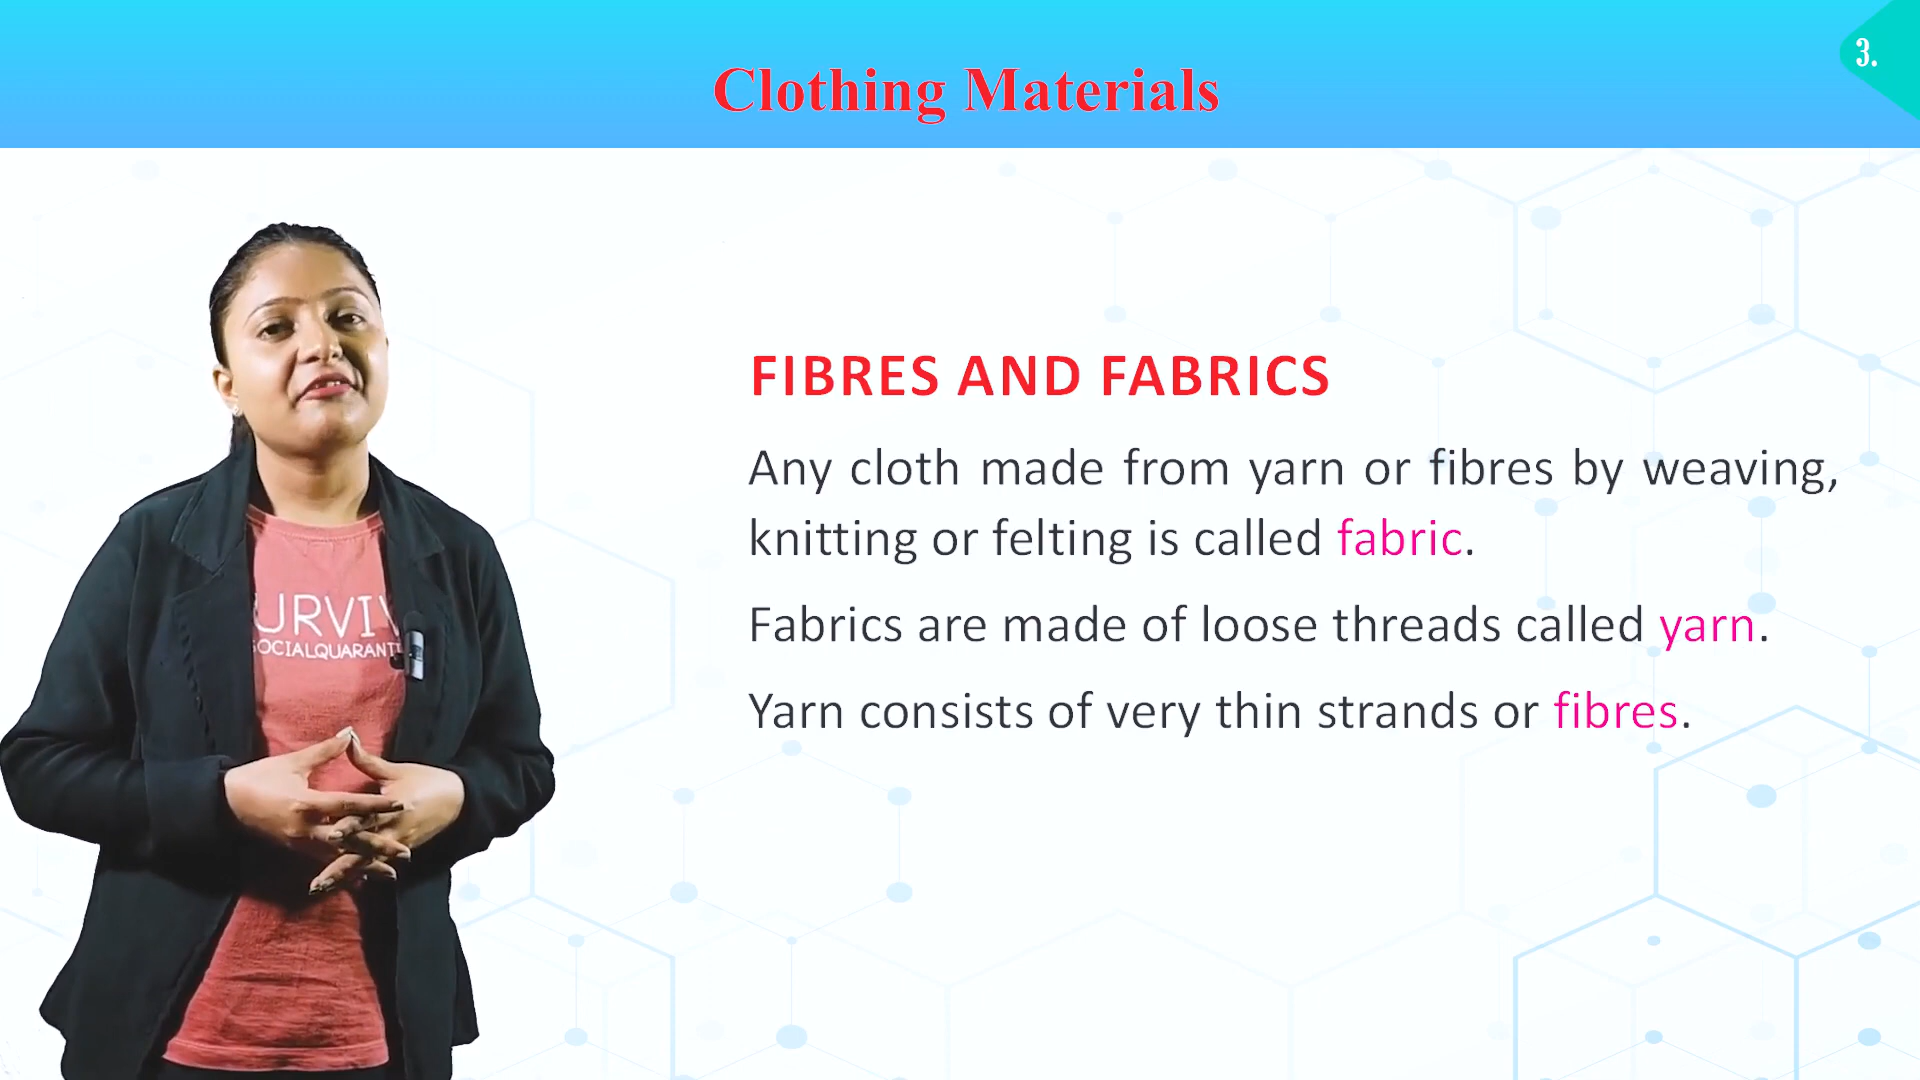 Clothing Materials
3.
FIBRES AND FABRICS
Any cloth made from yarn or fibres by weaving,
knitting or felting is called fabric.
Fabrics are made of loose threads called yarn.
Yarn consists of very thin strands or fibres.